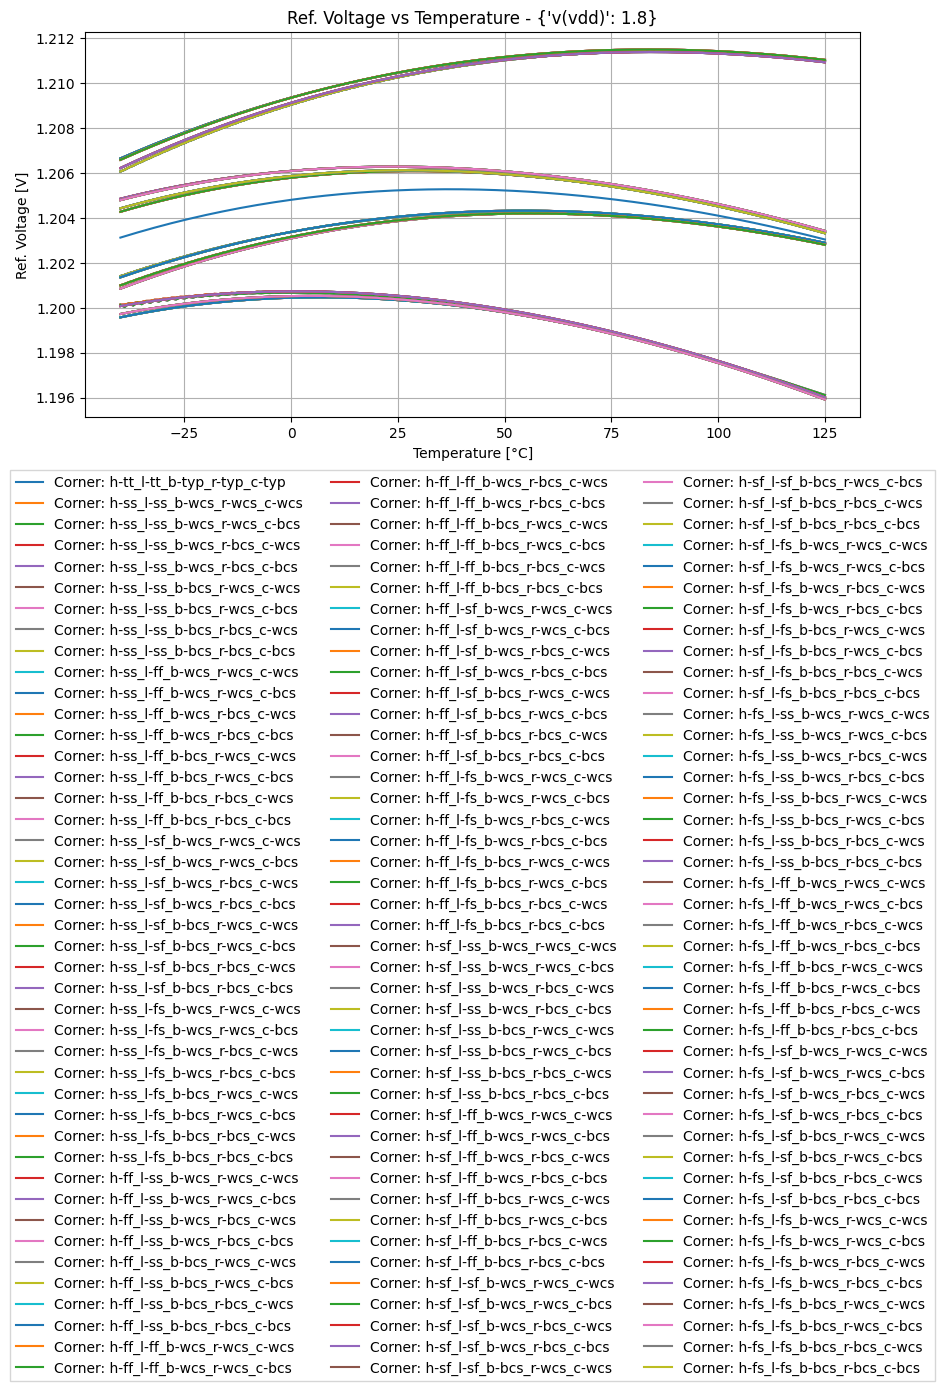 Ref. Voltage vs Temperature - {'v(vdd)': 1.8}
1.212
1.210
1.208
1.206
1.204
1.202
1.200
1.198
1.196
Ref. Voltage [V]
−25
0
25
50
75
100
125
Temperature [°C]
Corner: h-tt_l-tt_b-typ_r-typ_c-typ
Corner: h-ss_l-ss_b-wcs_r-wcs_c-wcs
Corner: h-ss_l-ss_b-wcs_r-wcs_c-bcs
Corner: h-ss_l-ss_b-wcs_r-bcs_c-wcs
Corner: h-ss_l-ss_b-wcs_r-bcs_c-bcs
Corner: h-ss_l-ss_b-bcs_r-wcs_c-wcs
Corner: h-ss_l-ss_b-bcs_r-wcs_c-bcs
Corner: h-ss_l-ss_b-bcs_r-bcs_c-wcs
Corner: h-ss_l-ss_b-bcs_r-bcs_c-bcs
Corner: h-ss_l-ff_b-wcs_r-wcs_c-wcs
Corner: h-ss_l-ff_b-wcs_r-wcs_c-bcs
Corner: h-ss_l-ff_b-wcs_r-bcs_c-wcs
Corner: h-ss_l-ff_b-wcs_r-bcs_c-bcs
Corner: h-ss_l-ff_b-bcs_r-wcs_c-wcs
Corner: h-ss_l-ff_b-bcs_r-wcs_c-bcs
Corner: h-ss_l-ff_b-bcs_r-bcs_c-wcs
Corner: h-ss_l-ff_b-bcs_r-bcs_c-bcs
Corner: h-ss_l-sf_b-wcs_r-wcs_c-wcs
Corner: h-ss_l-sf_b-wcs_r-wcs_c-bcs
Corner: h-ss_l-sf_b-wcs_r-bcs_c-wcs
Corner: h-ss_l-sf_b-wcs_r-bcs_c-bcs
Corner: h-ss_l-sf_b-bcs_r-wcs_c-wcs
Corner: h-ss_l-sf_b-bcs_r-wcs_c-bcs
Corner: h-ss_l-sf_b-bcs_r-bcs_c-wcs
Corner: h-ss_l-sf_b-bcs_r-bcs_c-bcs
Corner: h-ss_l-fs_b-wcs_r-wcs_c-wcs
Corner: h-ss_l-fs_b-wcs_r-wcs_c-bcs
Corner: h-ss_l-fs_b-wcs_r-bcs_c-wcs
Corner: h-ss_l-fs_b-wcs_r-bcs_c-bcs
Corner: h-ss_l-fs_b-bcs_r-wcs_c-wcs
Corner: h-ss_l-fs_b-bcs_r-wcs_c-bcs
Corner: h-ss_l-fs_b-bcs_r-bcs_c-wcs
Corner: h-ss_l-fs_b-bcs_r-bcs_c-bcs
Corner: h-ff_l-ss_b-wcs_r-wcs_c-wcs
Corner: h-ff_l-ss_b-wcs_r-wcs_c-bcs
Corner: h-ff_l-ss_b-wcs_r-bcs_c-wcs
Corner: h-ff_l-ss_b-wcs_r-bcs_c-bcs
Corner: h-ff_l-ss_b-bcs_r-wcs_c-wcs
Corner: h-ff_l-ss_b-bcs_r-wcs_c-bcs
Corner: h-ff_l-ss_b-bcs_r-bcs_c-wcs
Corner: h-ff_l-ss_b-bcs_r-bcs_c-bcs
Corner: h-ff_l-ff_b-wcs_r-wcs_c-wcs
Corner: h-ff_l-ff_b-wcs_r-wcs_c-bcs
Corner: h-ff_l-ff_b-wcs_r-bcs_c-wcs
Corner: h-ff_l-ff_b-wcs_r-bcs_c-bcs
Corner: h-ff_l-ff_b-bcs_r-wcs_c-wcs
Corner: h-ff_l-ff_b-bcs_r-wcs_c-bcs
Corner: h-ff_l-ff_b-bcs_r-bcs_c-wcs
Corner: h-ff_l-ff_b-bcs_r-bcs_c-bcs
Corner: h-ff_l-sf_b-wcs_r-wcs_c-wcs
Corner: h-ff_l-sf_b-wcs_r-wcs_c-bcs
Corner: h-ff_l-sf_b-wcs_r-bcs_c-wcs
Corner: h-ff_l-sf_b-wcs_r-bcs_c-bcs
Corner: h-ff_l-sf_b-bcs_r-wcs_c-wcs
Corner: h-ff_l-sf_b-bcs_r-wcs_c-bcs
Corner: h-ff_l-sf_b-bcs_r-bcs_c-wcs
Corner: h-ff_l-sf_b-bcs_r-bcs_c-bcs
Corner: h-ff_l-fs_b-wcs_r-wcs_c-wcs
Corner: h-ff_l-fs_b-wcs_r-wcs_c-bcs
Corner: h-ff_l-fs_b-wcs_r-bcs_c-wcs
Corner: h-ff_l-fs_b-wcs_r-bcs_c-bcs
Corner: h-ff_l-fs_b-bcs_r-wcs_c-wcs
Corner: h-ff_l-fs_b-bcs_r-wcs_c-bcs
Corner: h-ff_l-fs_b-bcs_r-bcs_c-wcs
Corner: h-ff_l-fs_b-bcs_r-bcs_c-bcs
Corner: h-sf_l-ss_b-wcs_r-wcs_c-wcs
Corner: h-sf_l-ss_b-wcs_r-wcs_c-bcs
Corner: h-sf_l-ss_b-wcs_r-bcs_c-wcs
Corner: h-sf_l-ss_b-wcs_r-bcs_c-bcs
Corner: h-sf_l-ss_b-bcs_r-wcs_c-wcs
Corner: h-sf_l-ss_b-bcs_r-wcs_c-bcs
Corner: h-sf_l-ss_b-bcs_r-bcs_c-wcs
Corner: h-sf_l-ss_b-bcs_r-bcs_c-bcs
Corner: h-sf_l-ff_b-wcs_r-wcs_c-wcs
Corner: h-sf_l-ff_b-wcs_r-wcs_c-bcs
Corner: h-sf_l-ff_b-wcs_r-bcs_c-wcs
Corner: h-sf_l-ff_b-wcs_r-bcs_c-bcs
Corner: h-sf_l-ff_b-bcs_r-wcs_c-wcs
Corner: h-sf_l-ff_b-bcs_r-wcs_c-bcs
Corner: h-sf_l-ff_b-bcs_r-bcs_c-wcs
Corner: h-sf_l-ff_b-bcs_r-bcs_c-bcs
Corner: h-sf_l-sf_b-wcs_r-wcs_c-wcs
Corner: h-sf_l-sf_b-wcs_r-wcs_c-bcs
Corner: h-sf_l-sf_b-wcs_r-bcs_c-wcs
Corner: h-sf_l-sf_b-wcs_r-bcs_c-bcs
Corner: h-sf_l-sf_b-bcs_r-wcs_c-wcs
Corner: h-sf_l-sf_b-bcs_r-wcs_c-bcs
Corner: h-sf_l-sf_b-bcs_r-bcs_c-wcs
Corner: h-sf_l-sf_b-bcs_r-bcs_c-bcs
Corner: h-sf_l-fs_b-wcs_r-wcs_c-wcs
Corner: h-sf_l-fs_b-wcs_r-wcs_c-bcs
Corner: h-sf_l-fs_b-wcs_r-bcs_c-wcs
Corner: h-sf_l-fs_b-wcs_r-bcs_c-bcs
Corner: h-sf_l-fs_b-bcs_r-wcs_c-wcs
Corner: h-sf_l-fs_b-bcs_r-wcs_c-bcs
Corner: h-sf_l-fs_b-bcs_r-bcs_c-wcs
Corner: h-sf_l-fs_b-bcs_r-bcs_c-bcs
Corner: h-fs_l-ss_b-wcs_r-wcs_c-wcs
Corner: h-fs_l-ss_b-wcs_r-wcs_c-bcs
Corner: h-fs_l-ss_b-wcs_r-bcs_c-wcs
Corner: h-fs_l-ss_b-wcs_r-bcs_c-bcs
Corner: h-fs_l-ss_b-bcs_r-wcs_c-wcs
Corner: h-fs_l-ss_b-bcs_r-wcs_c-bcs
Corner: h-fs_l-ss_b-bcs_r-bcs_c-wcs
Corner: h-fs_l-ss_b-bcs_r-bcs_c-bcs
Corner: h-fs_l-ff_b-wcs_r-wcs_c-wcs
Corner: h-fs_l-ff_b-wcs_r-wcs_c-bcs
Corner: h-fs_l-ff_b-wcs_r-bcs_c-wcs
Corner: h-fs_l-ff_b-wcs_r-bcs_c-bcs
Corner: h-fs_l-ff_b-bcs_r-wcs_c-wcs
Corner: h-fs_l-ff_b-bcs_r-wcs_c-bcs
Corner: h-fs_l-ff_b-bcs_r-bcs_c-wcs
Corner: h-fs_l-ff_b-bcs_r-bcs_c-bcs
Corner: h-fs_l-sf_b-wcs_r-wcs_c-wcs
Corner: h-fs_l-sf_b-wcs_r-wcs_c-bcs
Corner: h-fs_l-sf_b-wcs_r-bcs_c-wcs
Corner: h-fs_l-sf_b-wcs_r-bcs_c-bcs
Corner: h-fs_l-sf_b-bcs_r-wcs_c-wcs
Corner: h-fs_l-sf_b-bcs_r-wcs_c-bcs
Corner: h-fs_l-sf_b-bcs_r-bcs_c-wcs
Corner: h-fs_l-sf_b-bcs_r-bcs_c-bcs
Corner: h-fs_l-fs_b-wcs_r-wcs_c-wcs
Corner: h-fs_l-fs_b-wcs_r-wcs_c-bcs
Corner: h-fs_l-fs_b-wcs_r-bcs_c-wcs
Corner: h-fs_l-fs_b-wcs_r-bcs_c-bcs
Corner: h-fs_l-fs_b-bcs_r-wcs_c-wcs
Corner: h-fs_l-fs_b-bcs_r-wcs_c-bcs
Corner: h-fs_l-fs_b-bcs_r-bcs_c-wcs
Corner: h-fs_l-fs_b-bcs_r-bcs_c-bcs